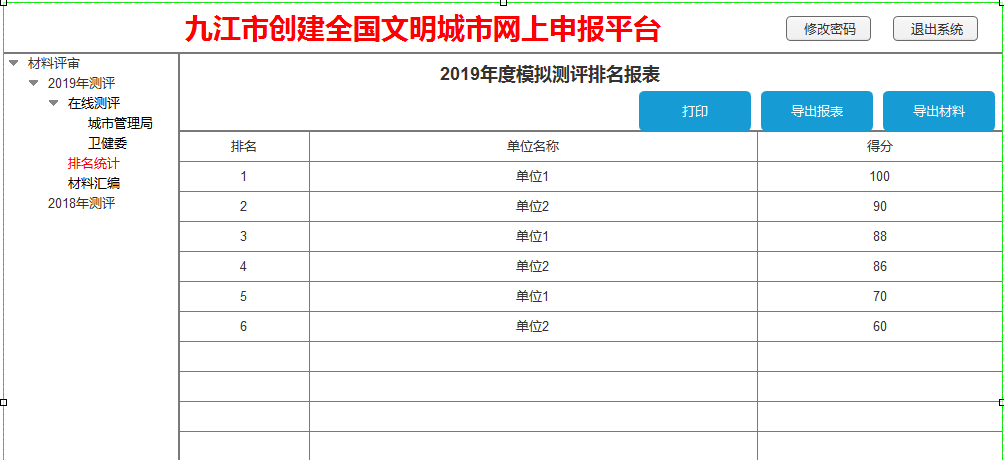 九江市创建全国文明城市网上申报平台
修改密码
退出系统
材料评审
2019年测评
在线测评
城市管理局
卫健委
排名统计
材料汇编
2018年测评
2019年度模拟测评排名报表
打印
导出报表
导出材料
排名 单位名称 得分
1 单位1 100
2 单位2 90
3 单位1 88
4 单位2 86
5 单位1 70
6 单位2 60